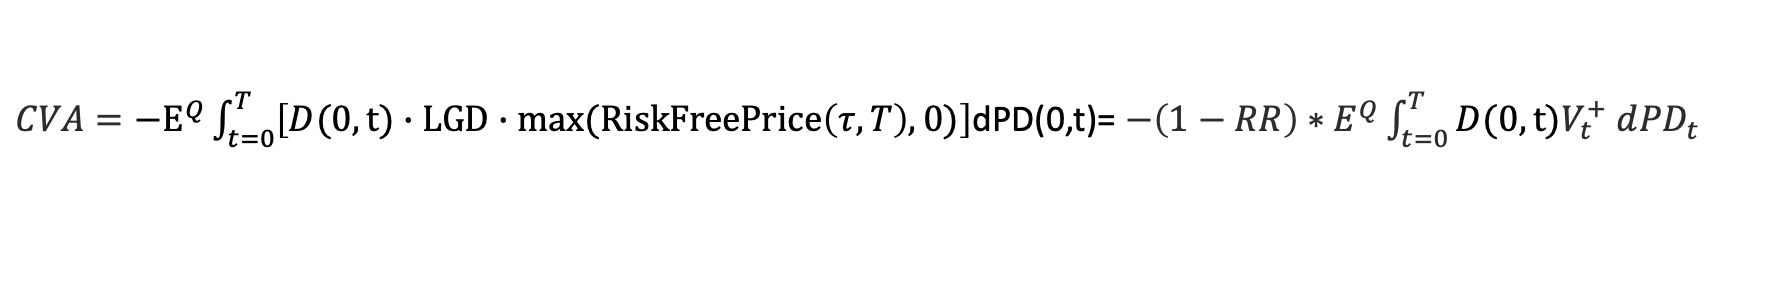 CVA = −E^Q ∫_{t=0}^{T} [D(0, t) · LGD · max(RiskFreePrice(τ, T), 0)]dPD(0,t)= −(1 − RR) ∗ E^Q ∫_{t=0}^{T} D(0, t)V_t^+ dPD_t